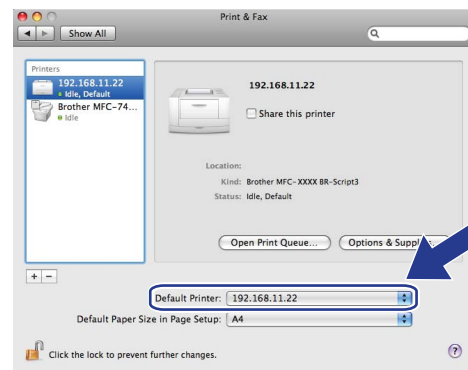 Print & Fax
Show All
Printers
192.168.11.22
Idle, Default
Brother MFC-74...
Idle
192.168.11.22
Share this printer
Location:
Kind: Brother MFC-XXXX BR-Script3
Status: Idle, Default
Open Print Queue... Options & Supplies...
+ -
Default Printer: 192.168.11.22
Default Paper Size in Page Setup: A4
Click the lock to prevent further changes.
?